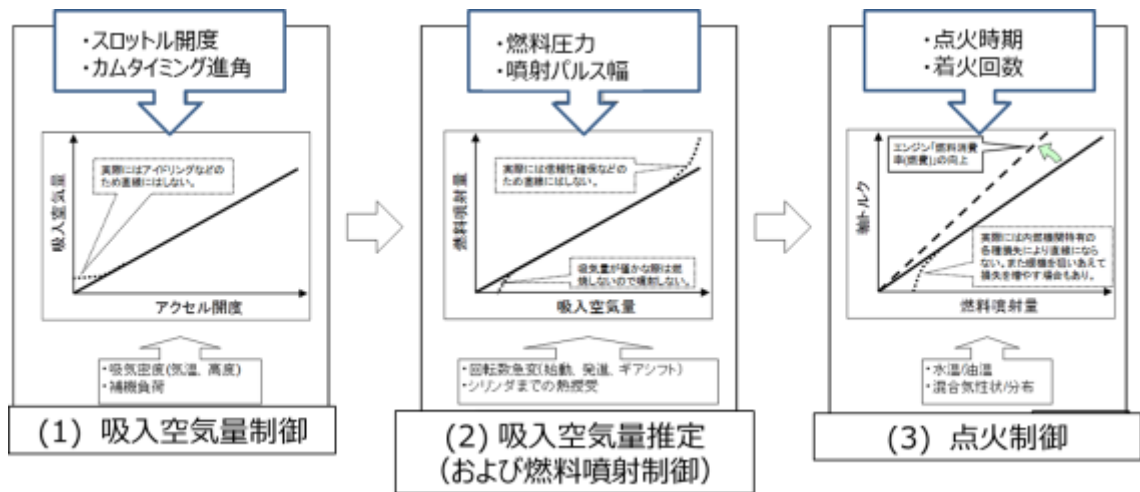 ・スロットル開度
・カムタイミング進角
吸入空気量
実際にはアイドリングなどの
ため直線にはしない。
アクセル開度
・吸気密度(気温、高度)
・補機負荷
(1) 吸入空気量制御
・燃料圧力
・噴射パルス幅
燃料噴射量
実際には信頼性確保などの
ため直線にはしない。
吸気量が僅かな際は燃
焼しないので噴射しない。
吸入空気量
・回転数急変(始動、発進、ギアシフト)
・シリンダまでの熱授受
(2) 吸入空気量推定
(および燃料噴射制御)
・点火時期
・着火回数
軸トルク
エンジン「燃料消費
率(燃費)」の向上
実際には内燃機関特有の
各種損失により直線になら
ない。また暖機を狙いあえて
損失を増やす場合もあり。
燃料噴射量
・水温/油温
・混合気性状/分布
(3) 点火制御